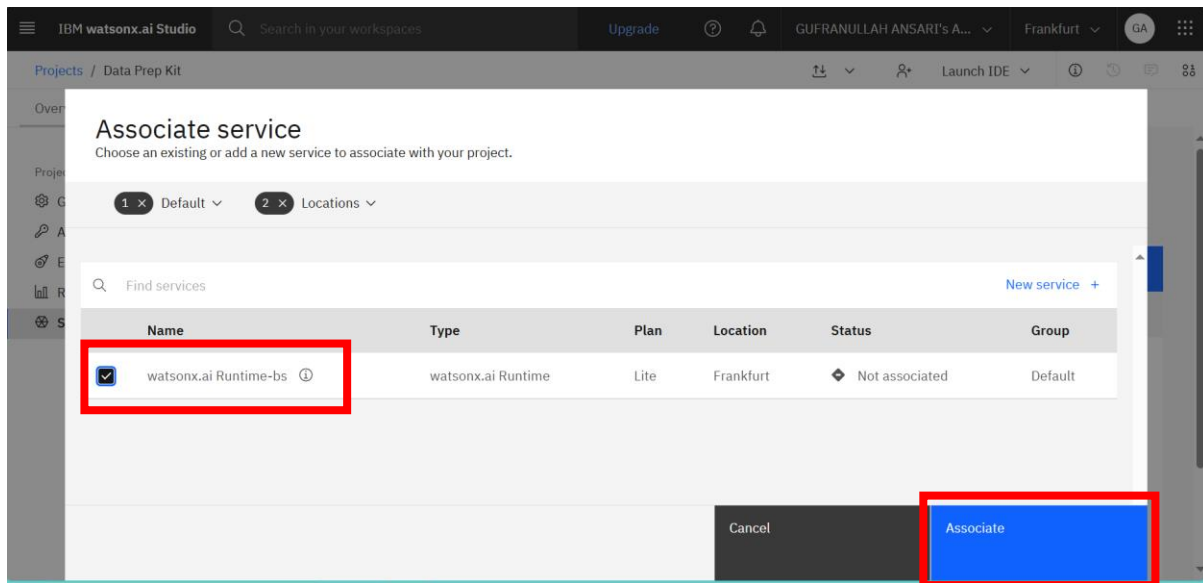 IBM watsonx.ai Studio Search in your workspaces Upgrade GUFRANULLAH ANSARI's A... Frankfurt GA
Projects / Data Prep Kit Launch IDE
Over
Associate service
Choose an existing or add a new service to associate with your project.
Projec
G
1 × Default 2 × Locations
A
E
R
Find services New service +
S
Name Type Plan Location Status Group
watsonx.ai Runtime-bs watsonx.ai Runtime Lite Frankfurt Not associated Default
Cancel Associate